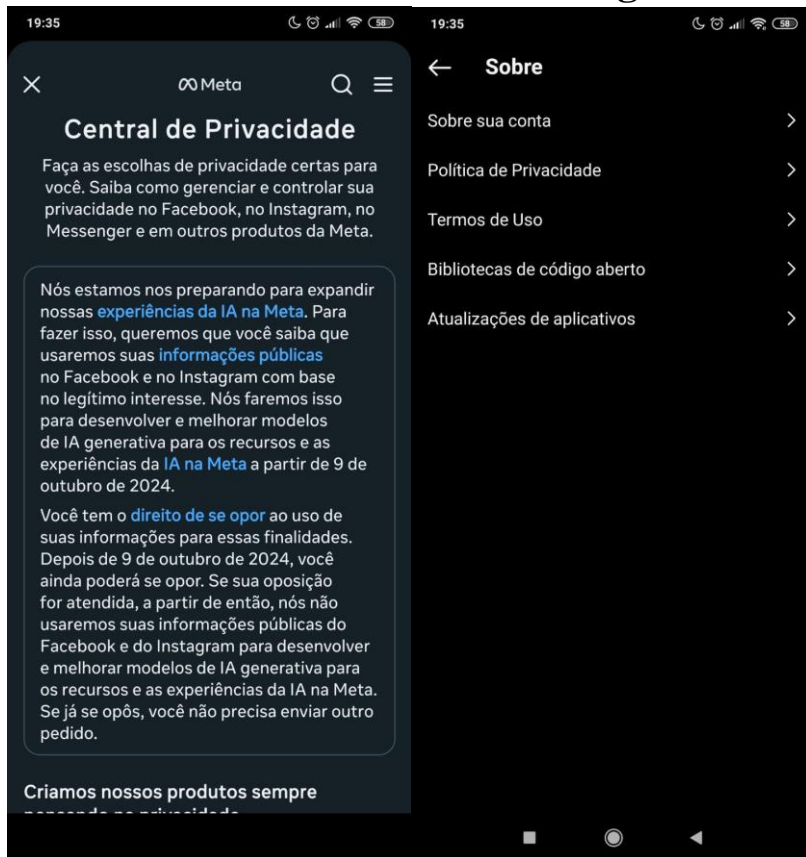 19:35
58
Meta
Central de Privacidade
Faça as escolhas de privacidade certas para
você. Saiba como gerenciar e controlar sua
privacidade no Facebook, no Instagram, no
Messenger e em outros produtos da Meta.
Nós estamos nos preparando para expandir
nossas experiências da IA na Meta. Para
fazer isso, queremos que você saiba que
usaremos suas informações públicas
no Facebook e no Instagram com base
no legítimo interesse. Nós faremos isso
para desenvolver e melhorar modelos
de IA generativa para os recursos e as
experiências da IA na Meta a partir de 9 de
outubro de 2024.
Você tem o direito de se opor ao uso de
suas informações para essas finalidades.
Depois de 9 de outubro de 2024, você
ainda poderá se opor. Se sua oposição
for atendida, a partir de então, nós não
usaremos suas informações públicas do
Facebook e do Instagram para desenvolver
e melhorar modelos de IA generativa para
os recursos e as experiências da IA na Meta.
Se já se opôs, você não precisa enviar outro
pedido.
Criamos nossos produtos sempre
19:35
58
Sobre
Sobre sua conta
Política de Privacidade
Termos de Uso
Bibliotecas de código aberto
Atualizações de aplicativos